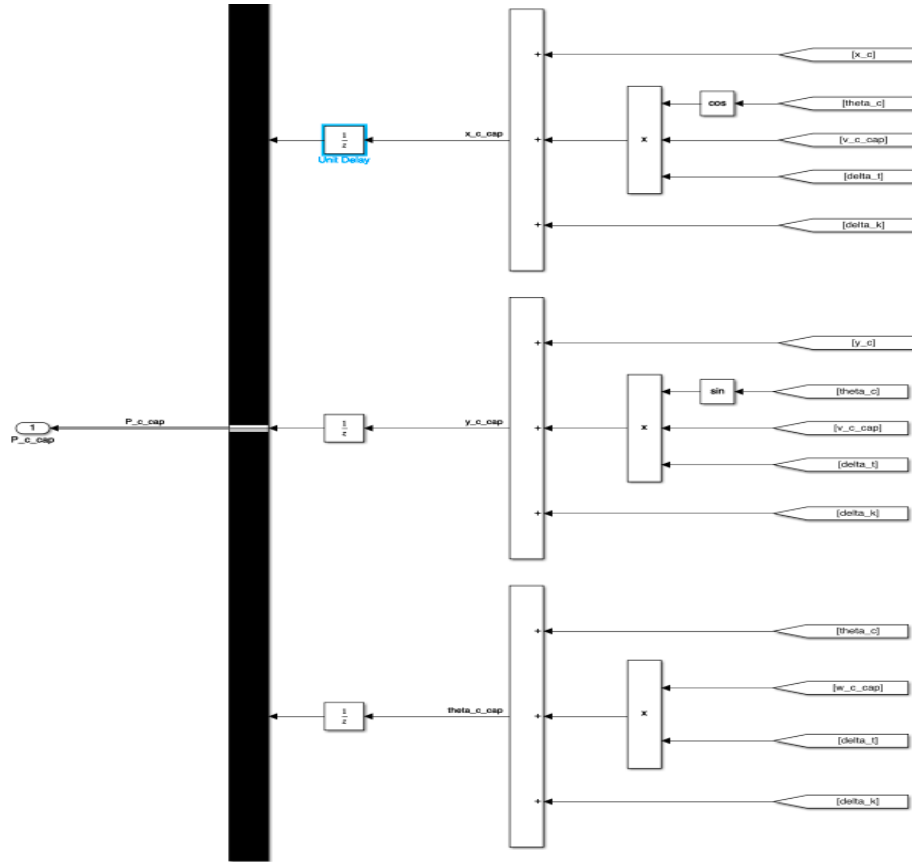 +
[x_c]
cos
[theta_c]
x_c_cap
1
z
Unit Delay
+
x
[v_c_cap]
[delta_t]
+
[delta_k]
+
[y_c]
sin
[theta_c]
1
P_c_cap
P_c_cap
1
z
y_c_cap
+
x
[v_c_cap]
[delta_t]
+
[delta_k]
+
[theta_c]
[w_c_cap]
1
z
theta_c_cap
+
x
[delta_t]
+
[delta_k]